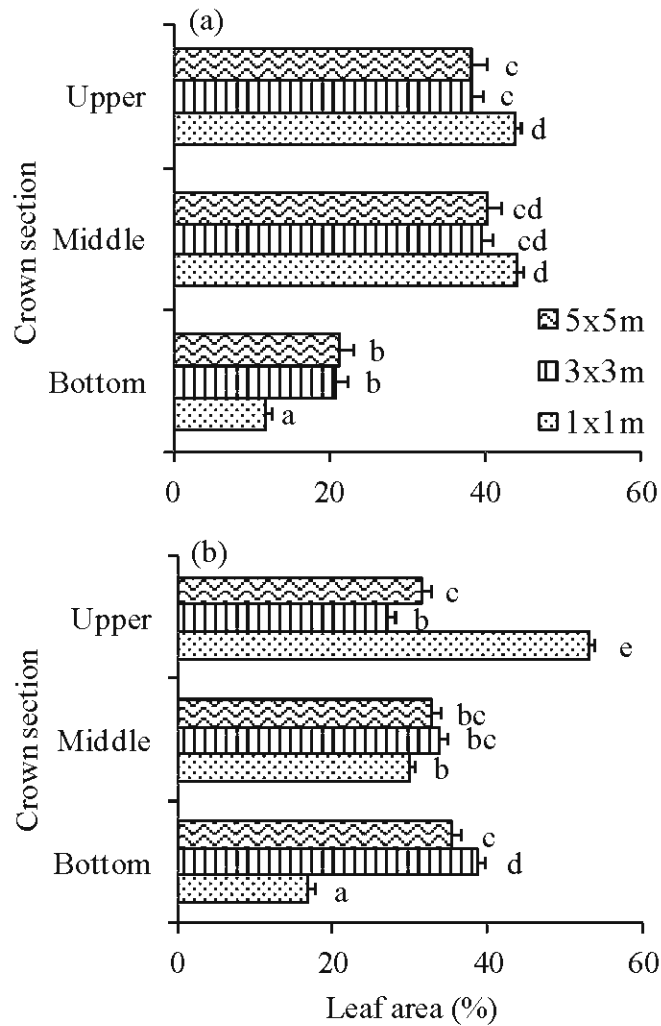 (a)
Upper
c
c
d
Middle
cd
cd
d
Bottom
b
b
a
5x5m
3x3m
1x1m
Crown section
0 20 40 60
(b)
Upper
c
b
e
Middle
bc
bc
b
Bottom
c
d
a
Crown section
0 20 40 60
Leaf area (%)